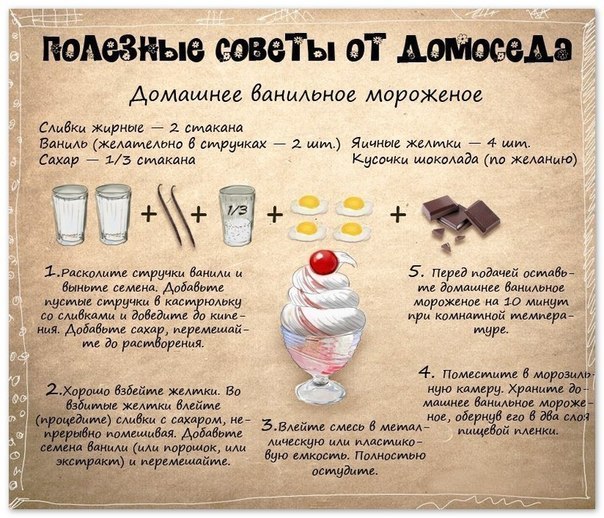 ПОЛЕЗНЫЕ СОВЕТЫ ОТ ДОМОСЕДА
Домашнее ванильное мороженое
Сливки жирные — 2 стакана
Ваниль (желательно в стручках — 2 шт.)
Сахар — 1/3 стакана
Яичные желтки — 4 шт.
Кусочки шоколада (по желанию)
+ + 1/3 + +
1.Расколите стручки ванили и
выньте семена. Добавьте
пустые стручки в кастрюльку
со сливками и доведите до кипе-
ния. Добавьте сахар, перемешай-
те до растворения.
2.Хорошо взбейте желтки. Во
взбитые желтки влейте
(процедите) сливки с сахаром, не-
прерывно помешивая. Добавьте
семена ванили (или порошок, или
экстракт) и перемешайте.
3.Влейте смесь в метал-
лическую или пластико-
вую емкость. Полностью
остудите.
4. Поместите в морозиль-
ную камеру. Храните до-
машнее ванильное мороже-
ное, обернув его в два слоя
пищевой пленки.
5. Перед подачей оставь-
те домашнее ванильное
мороженое на 10 минут
при комнатной темпера-
туре.